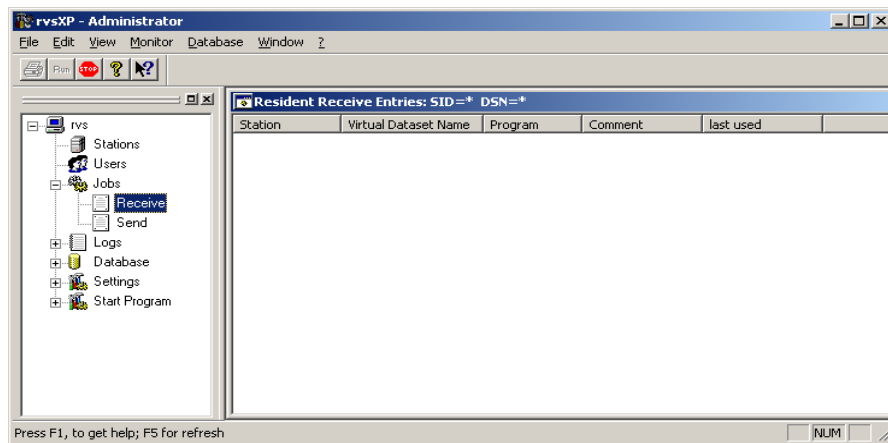 rvsXP - Administrator
File Edit View Monitor Database Window ?
Run STOP ? ?
Resident Receive Entries: SID=* DSN=*
Station Virtual Dataset Name Program Comment last used
rvs
Stations
Users
Jobs
Receive
Send
Logs
Database
Settings
Start Program
Press F1, to get help; F5 for refresh NUM